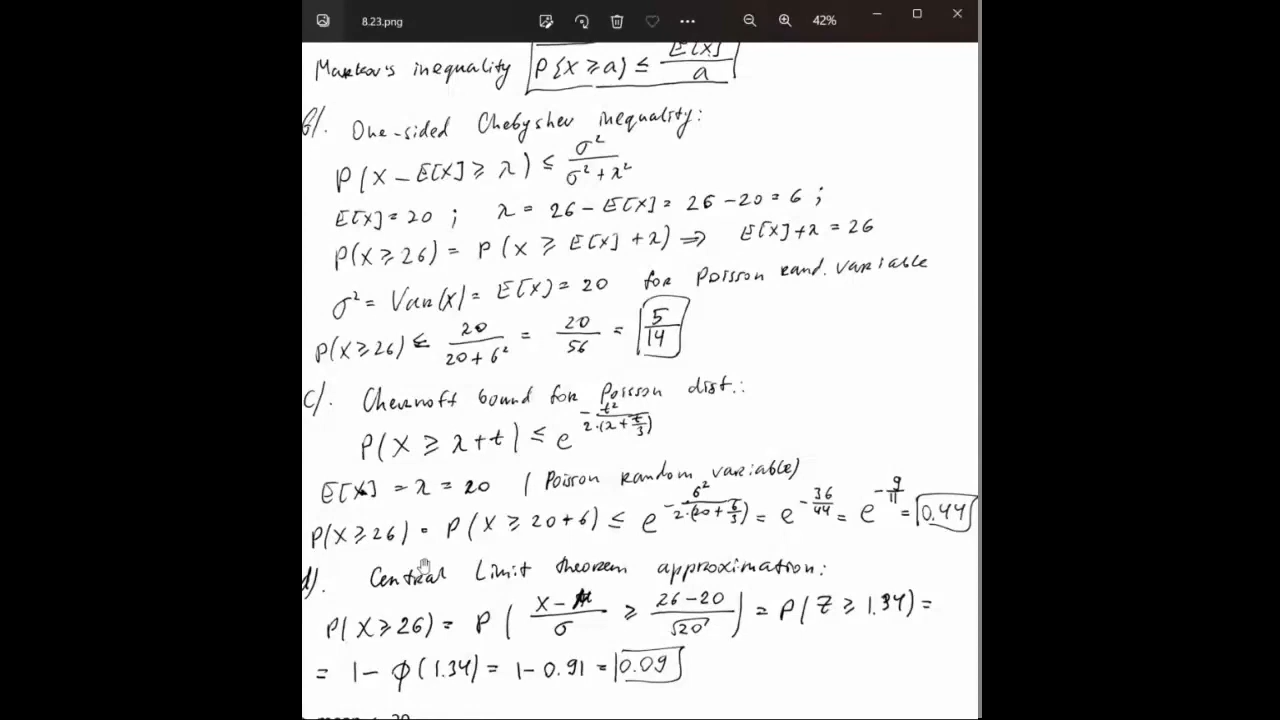 8.23.png
42%
Markov's inequality P{X ≥ a) ≤ E[X] / a
b). One-sided Chebyshev inequality:
P(X - E[X] ≥ λ) ≤ σ² / (σ² + λ²)
E[X] = 20 ; λ = 26 - E[X] = 26 - 20 = 6 ;
P(X ≥ 26) = P(X ≥ E[X] + λ) ⇒ E[X] + λ = 26
σ² = Var(X) = E[X] = 20 for Poisson rand. variable
P(X ≥ 26) ≤ 20 / (20 + 6²) = 20/56 = 5/14
c). Chernoff bound for Poisson dist.:
P(X ≥ λ + t) ≤ e^(-t² / (2·(λ + t/3)))
E[X] = λ = 20 (Poisson Random variable)
P(X ≥ 26) = P(X ≥ 20 + 6) ≤ e^(-6² / (2·(20 + 6/3))) = e^(-36/44) = e^(-9/11) = 0.44
d). Central Limit theorem approximation:
P(X ≥ 26) = P( (X - M) / σ ≥ (26 - 20) / √20 ) = P(Z ≥ 1.34) =
= 1 - φ(1.34) = 1 - 0.91 = 0.09